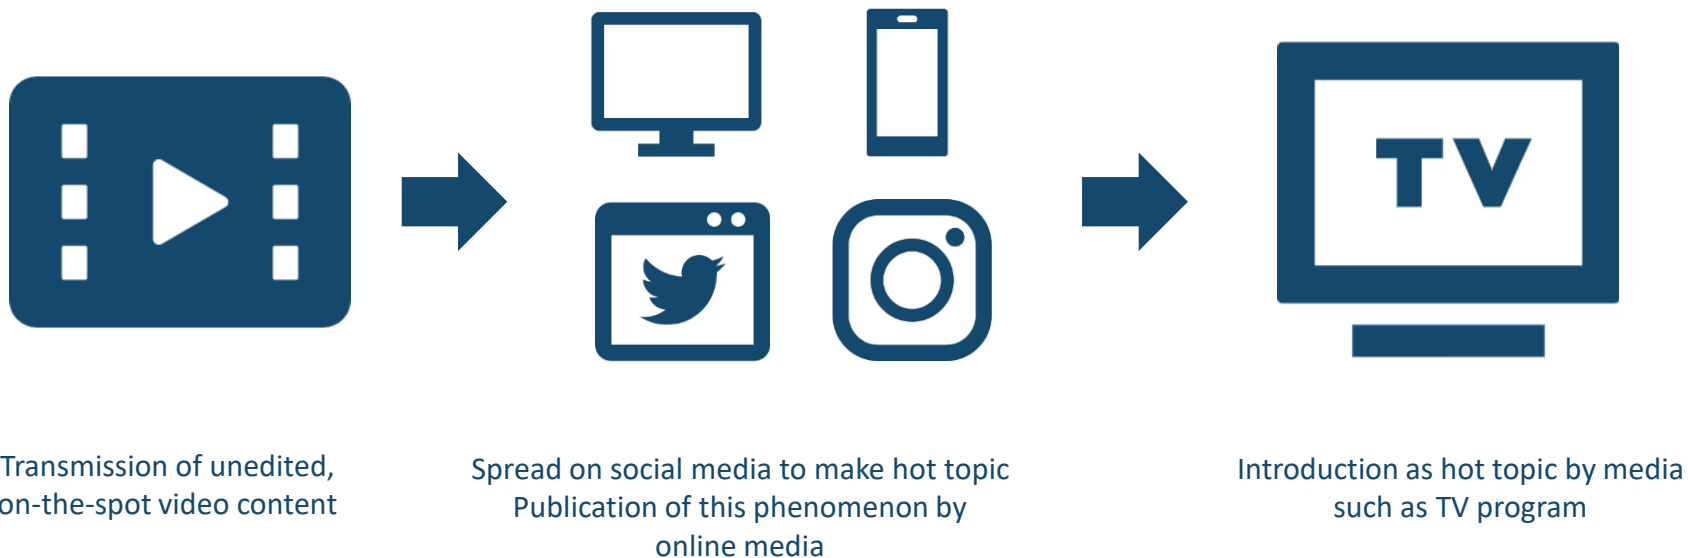 TV
Transmission of unedited,
on-the-spot video content
Spread on social media to make hot topic
Publication of this phenomenon by
online media
Introduction as hot topic by media
such as TV program